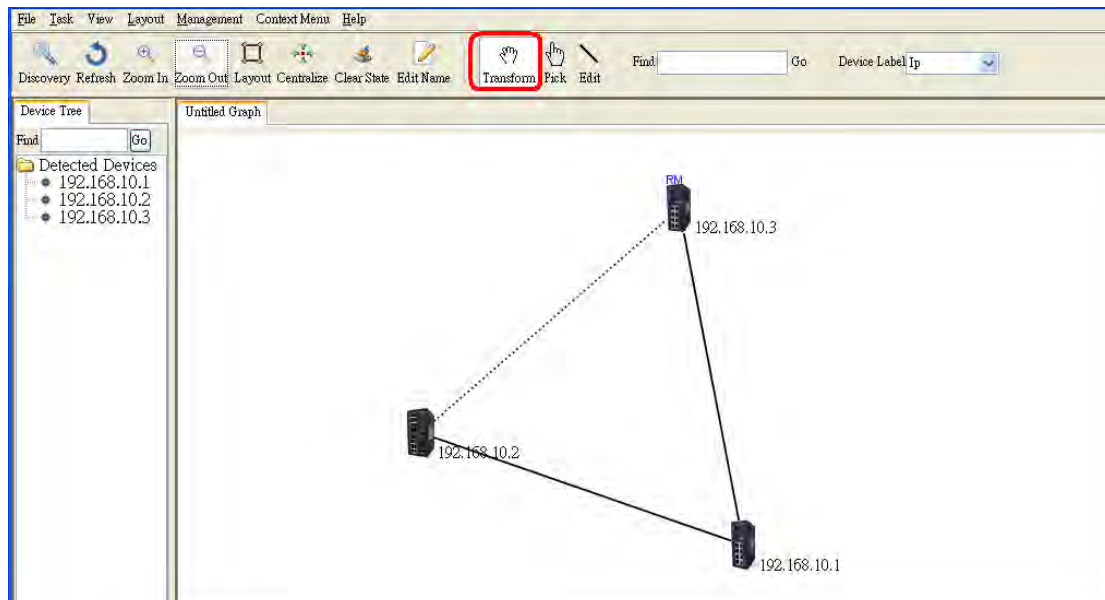 File Task View Layout Management Context Menu Help
Discovery Refresh Zoom In Zoom Out Layout Centralize Clear State Edit Name Transform Pick Edit Find Go Device Label Ip
Device Tree
Untitled Graph
Find Go
Detected Devices
192.168.10.1
192.168.10.2
192.168.10.3
RM
192.168.10.3
192.168.10.2
192.168.10.1